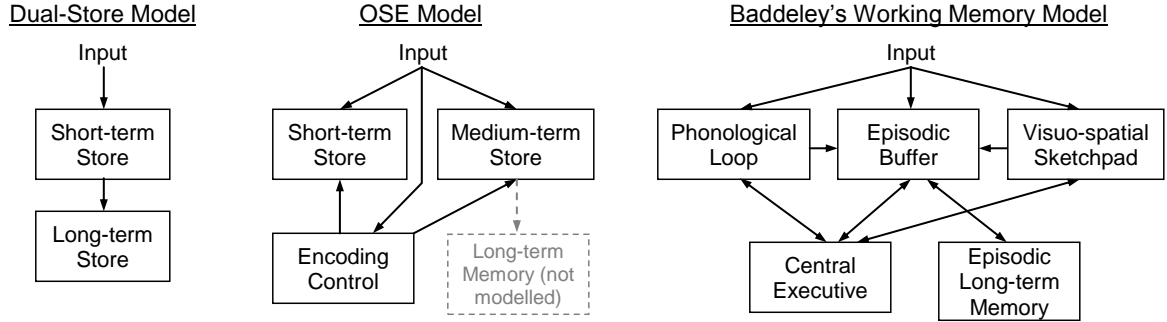 Dual-Store Model
Input
Short-term
Store
Long-term
Store
OSE Model
Input
Short-term
Store
Medium-term
Store
Encoding
Control
Long-term
Memory (not
modelled)
Baddeley's Working Memory Model
Input
Phonological
Loop
Episodic
Buffer
Visuo-spatial
Sketchpad
Central
Executive
Episodic
Long-term
Memory